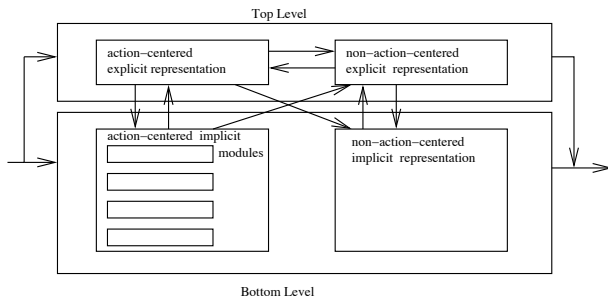 Top Level
action−centered
explicit representation
non−action−centered
explicit representation
action−centered implicit
modules
non−action−centered
implicit representation
Bottom Level